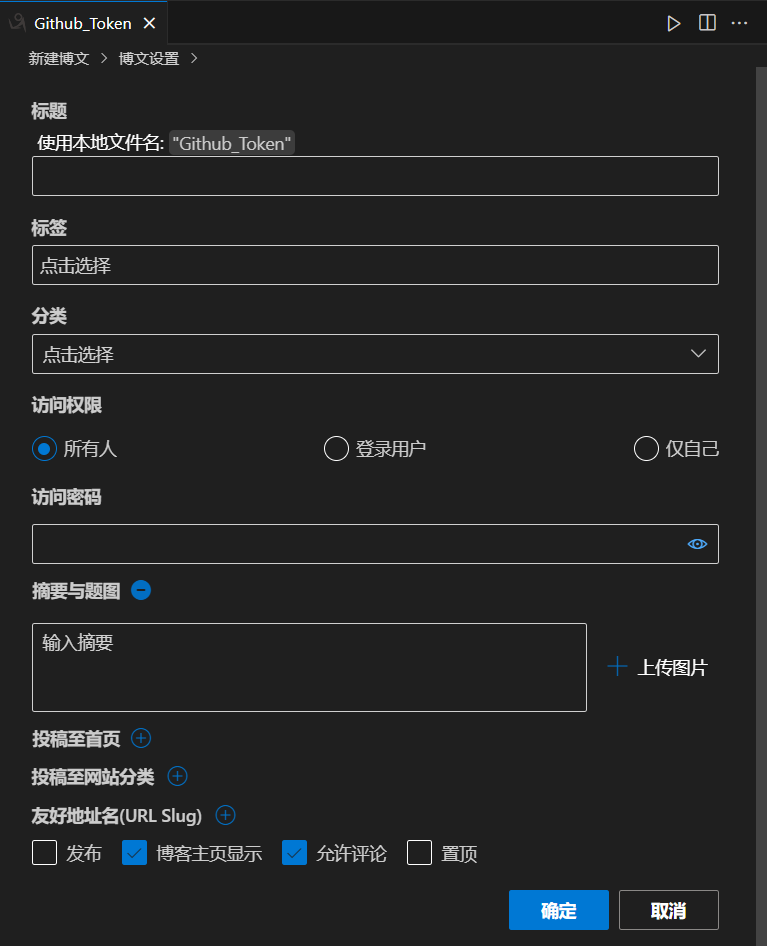 Github_Token
新建博文 > 博文设置 >
标题
使用本地文件名: "Github_Token"
标签
点击选择
分类
点击选择
访问权限
所有人 登录用户 仅自己
访问密码
摘要与题图
输入摘要
上传图片
投稿至首页
投稿至网站分类
友好地址名(URL Slug)
发布 博客主页显示 允许评论 置顶
确定 取消